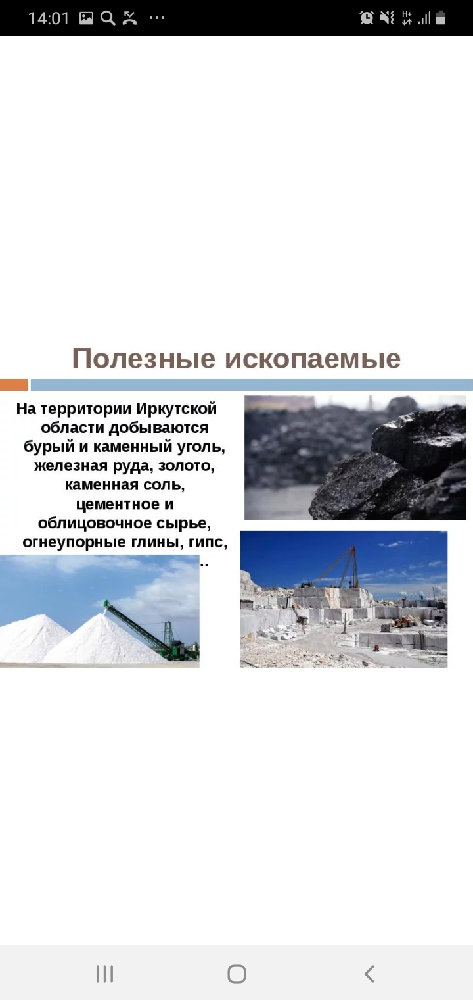 14:01
H+
Полезные ископаемые
На территории Иркутской
области добываются
бурый и каменный уголь,
железная руда, золото,
каменная соль,
цементное и
облицовочное сырье,
огнеупорные глины, гипс,
..